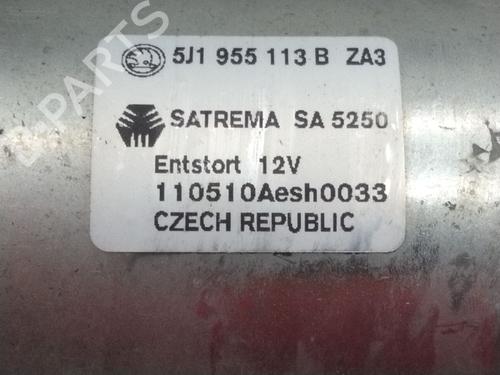 5J1 955 113 B ZA3
SATREMA SA 5250
Entstort 12V
110510Aesh0033
CZECH REPUBLIC